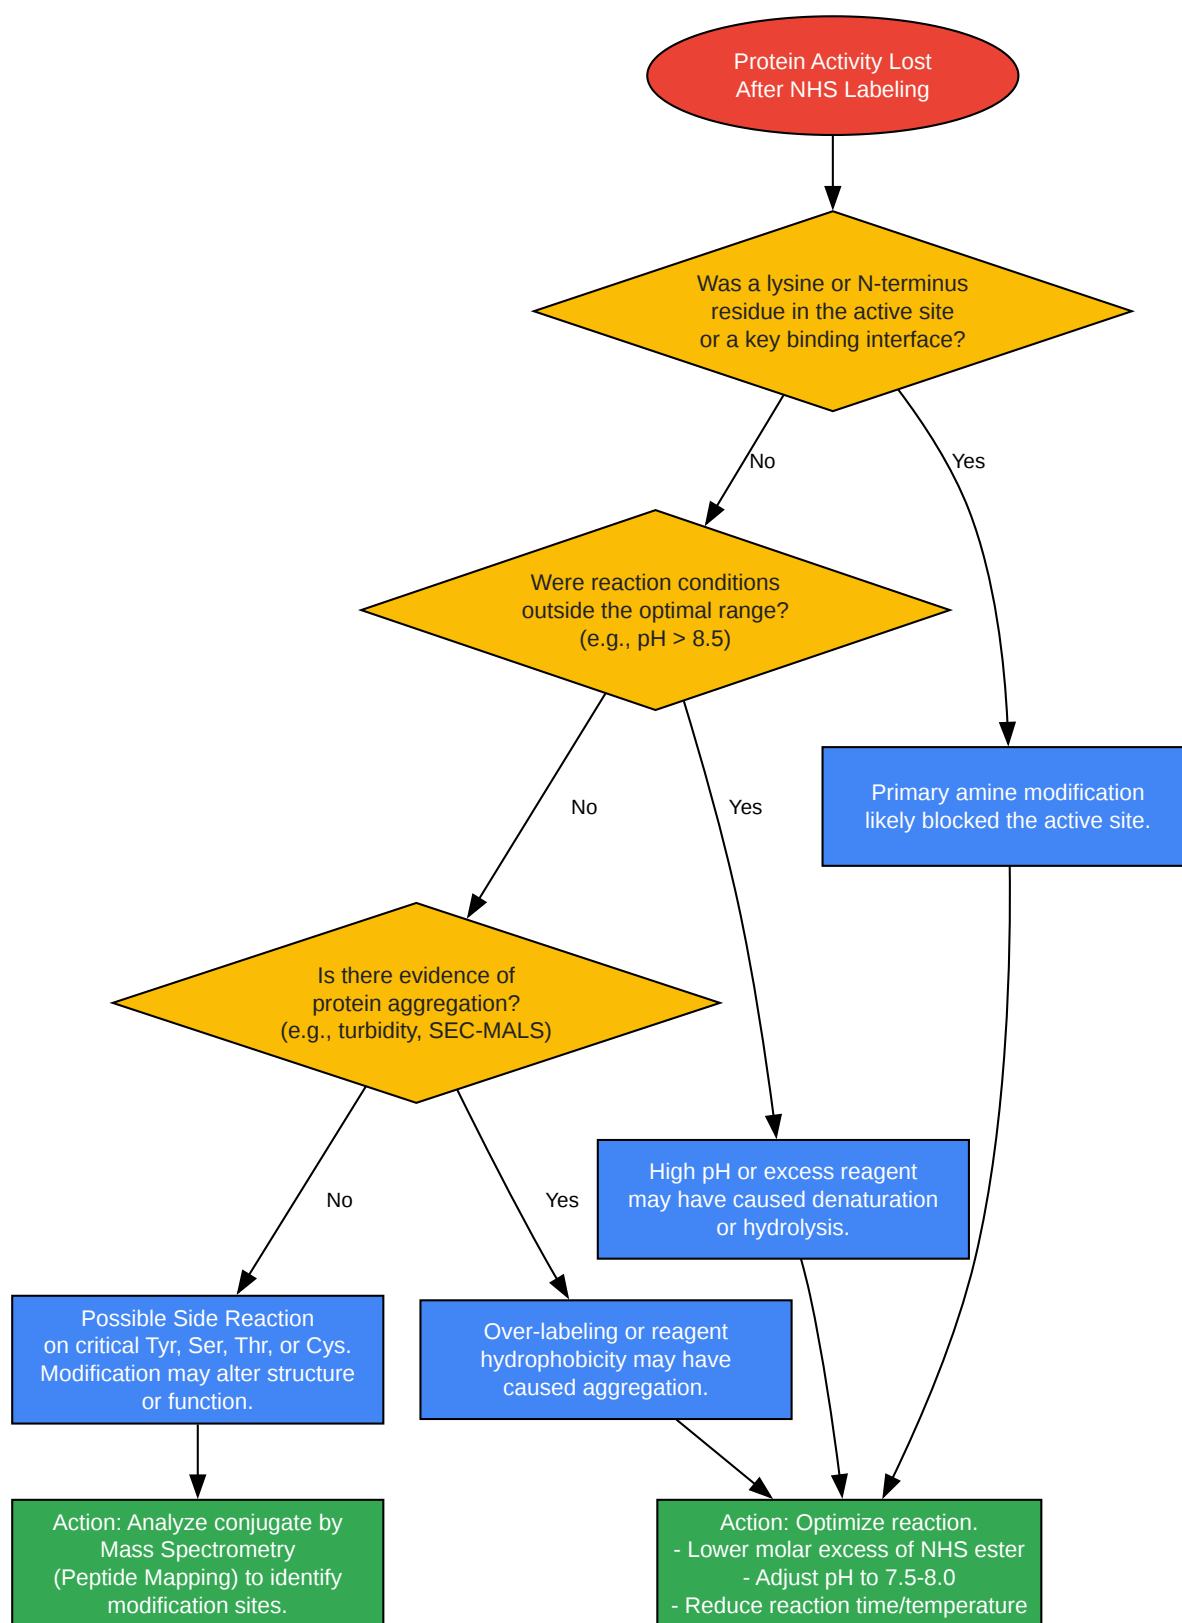 Protein Activity Lost
After NHS Labeling
Was a lysine or N-terminus
residue in the active site
or a key binding interface?
No
Yes
Were reaction conditions
outside the optimal range?
(e.g., pH > 8.5)
Primary amine modification
likely blocked the active site.
No
Yes
Is there evidence of
protein aggregation?
(e.g., turbidity, SEC-MALS)
High pH or excess reagent
may have caused denaturation
or hydrolysis.
No
Yes
Possible Side Reaction
on critical Tyr, Ser, Thr, or Cys.
Modification may alter structure
or function.
Over-labeling or reagent
hydrophobicity may have
caused aggregation.
Action: Analyze conjugate by
Mass Spectrometry
(Peptide Mapping) to identify
modification sites.
Action: Optimize reaction.
- Lower molar excess of NHS ester
- Adjust pH to 7.5-8.0
- Reduce reaction time/temperature